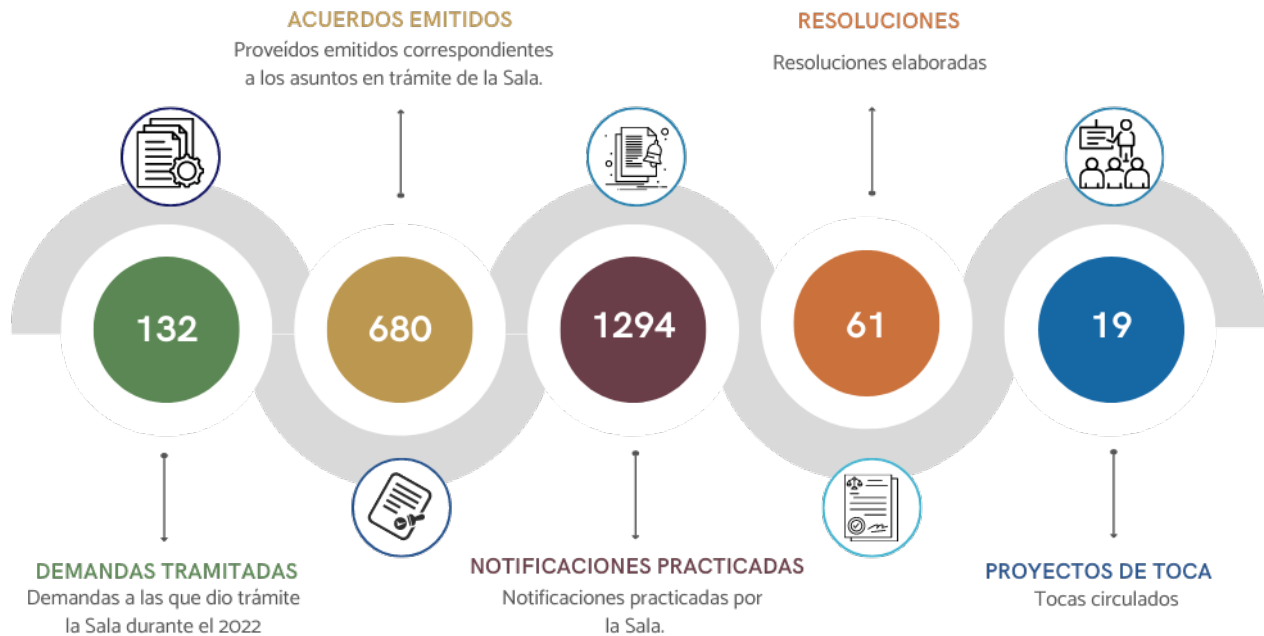 ACUERDOS EMITIDOS
Proveídos emitidos correspondientes
a los asuntos en trámite de la Sala.
RESOLUCIONES
Resoluciones elaboradas
132
680
1294
61
19
DEMANDAS TRAMITADAS
Demandas a las que dio trámite
la Sala durante el 2022
NOTIFICACIONES PRACTICADAS
Notificaciones practicadas por
la Sala.
PROYECTOS DE TOCA
Tocas circulados